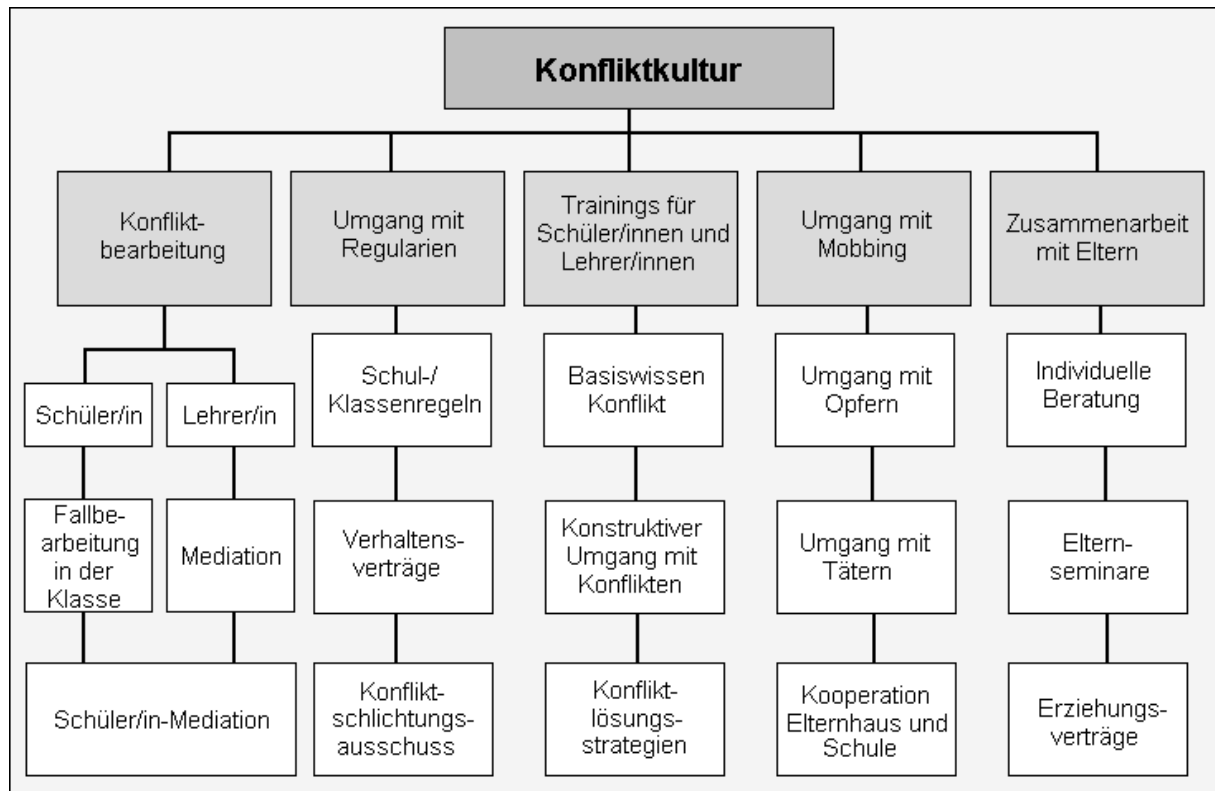 Konfliktkultur
Konflikt-
bearbeitung
Umgang mit
Regularien
Trainings für
Schüler/innen und
Lehrer/innen
Umgang mit
Mobbing
Zusammenarbeit
mit Eltern
Schüler/in
Lehrer/in
Schul-/
Klassenregeln
Basiswissen
Konflikt
Umgang mit
Opfern
Individuelle
Beratung
Fallbe-
arbeitung
in der
Klasse
Mediation
Verhaltens-
verträge
Konstruktiver
Umgang mit
Konflikten
Umgang mit
Tätern
Eltern-
seminare
Schüler/in-Mediation
Konflikt-
schlichtungs-
ausschuss
Konflikt-
lösungs-
strategien
Kooperation
Elternhaus und
Schule
Erziehungs-
verträge